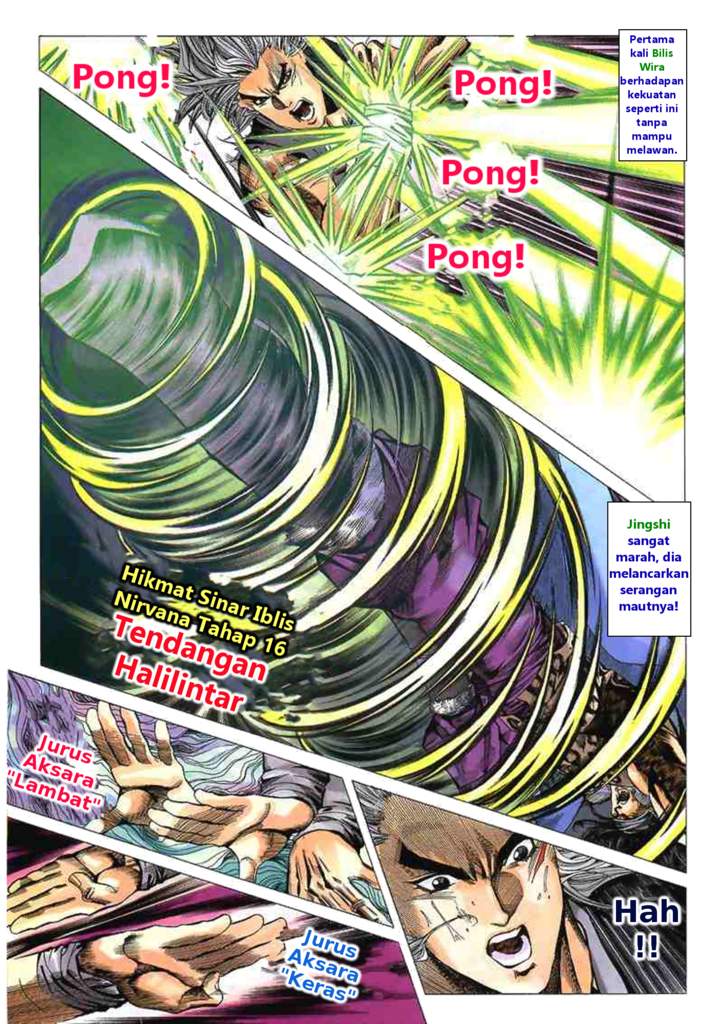 Pong!
Pong!
Pertama
kali Bilis
Wira
berhadapan
kekuatan
seperti ini
tanpa
mampu
melawan.
Pong!
Pong!
Jingshi
sangat
marah, dia
melancarkan
serangan
mautnya!
Hikmat Sinar Iblis
Nirvana Tahap 16
Tendangan
Halilintar
Jurus
Aksara
"Lambat"
Jurus
Aksara
"Keras"
Hah
!!